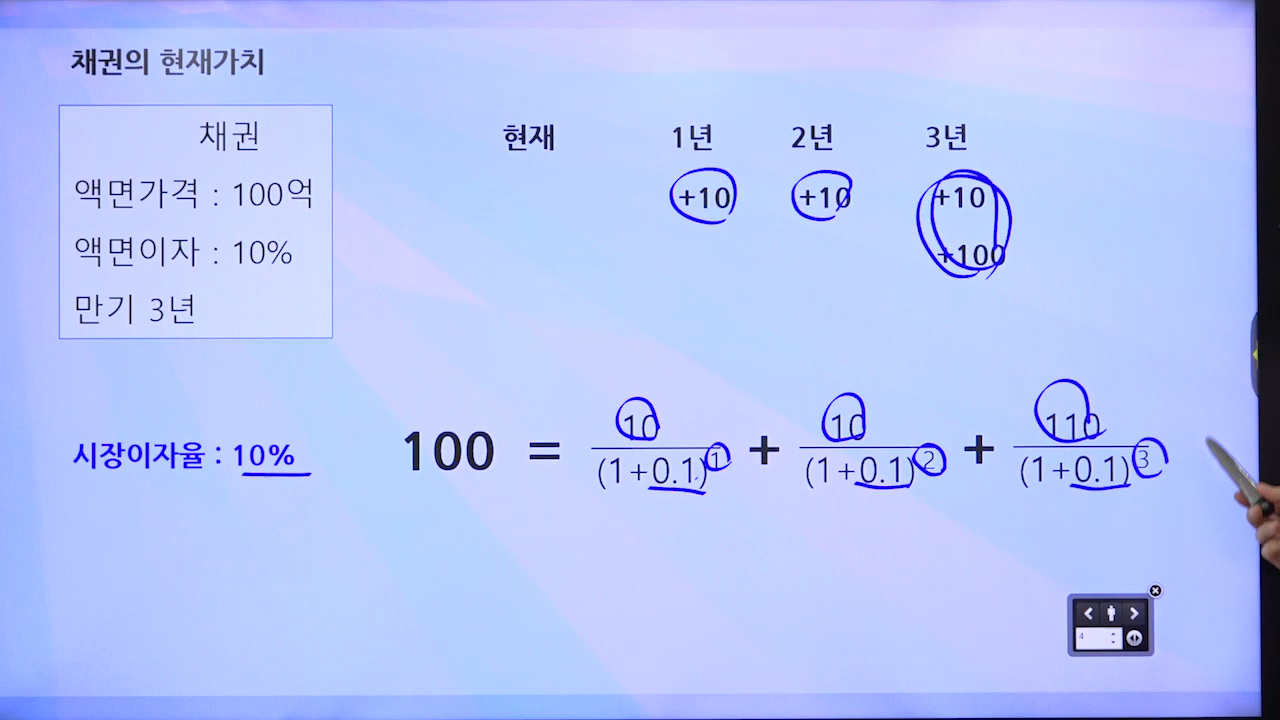 채권의 현재가치
채권
액면가격 : 100억
액면이자 : 10%
만기 3년
현재 1년 2년 3년
+10 +10 +10
+100
시장이자율 : 10%
100 = 10/(1+0.1)^1 + 10/(1+0.1)^2 + 110/(1+0.1)^3
4